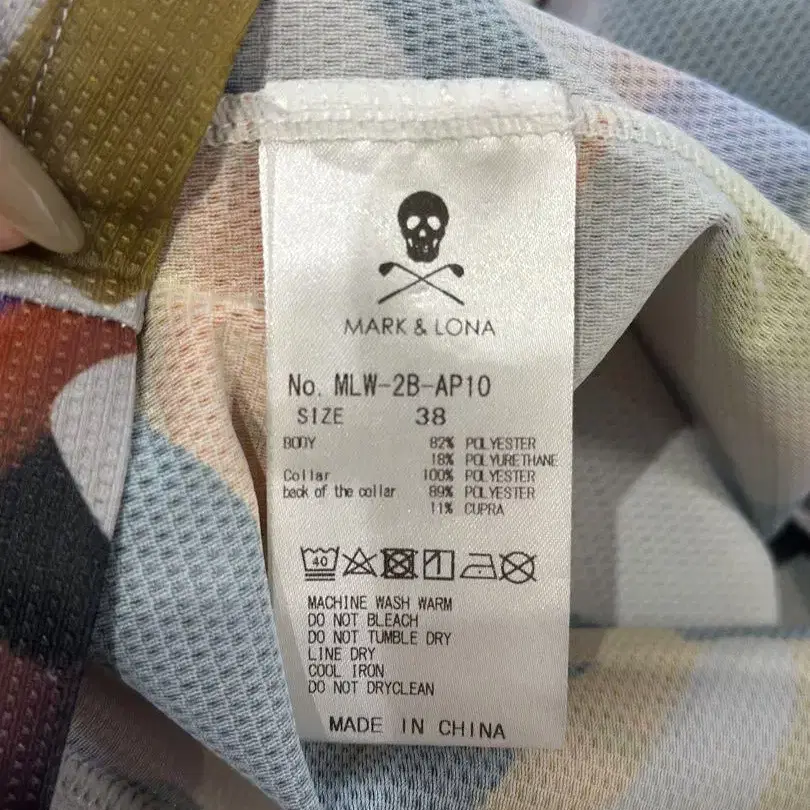 MARK & LONA
No. MLW-2B-AP10
SIZE 38
BODY 82% POLYESTER
18% POLYURETHANE
Collar 100% POLYESTER
back of the collar 89% POLYESTER
11% CUPRA
40
MACHINE WASH WARM
DO NOT BLEACH
DO NOT TUMBLE DRY
LINE DRY
COOL IRON
DO NOT DRYCLEAN
MADE IN CHINA